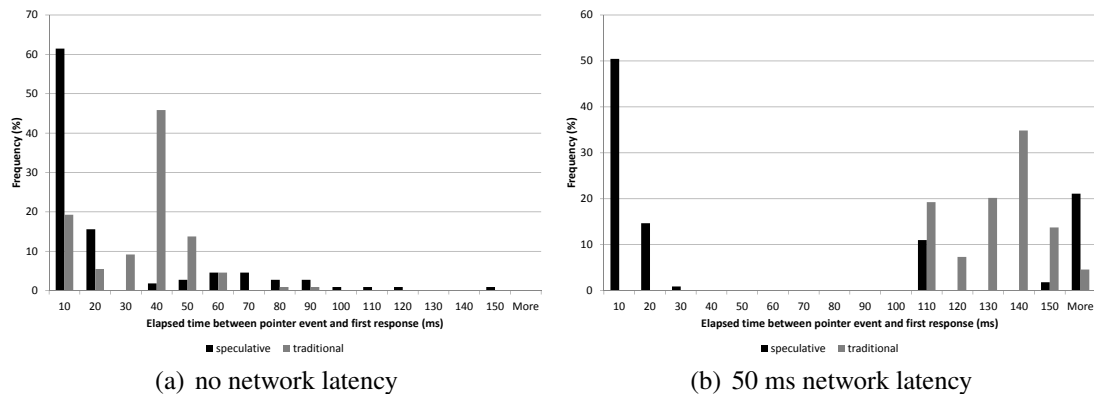 70
60
50
40
30
20
10
0
Frequency (%)
10 20 30 40 50 60 70 80 90 100 110 120 130 140 150 More
Elapsed time between pointer event and first response (ms)
speculative traditional
(a) no network latency
60
50
40
30
20
10
0
Frequency (%)
10 20 30 40 50 60 70 80 90 100 110 120 130 140 150 More
Elapsed time between pointer event and first response (ms)
speculative traditional
(b) 50 ms network latency